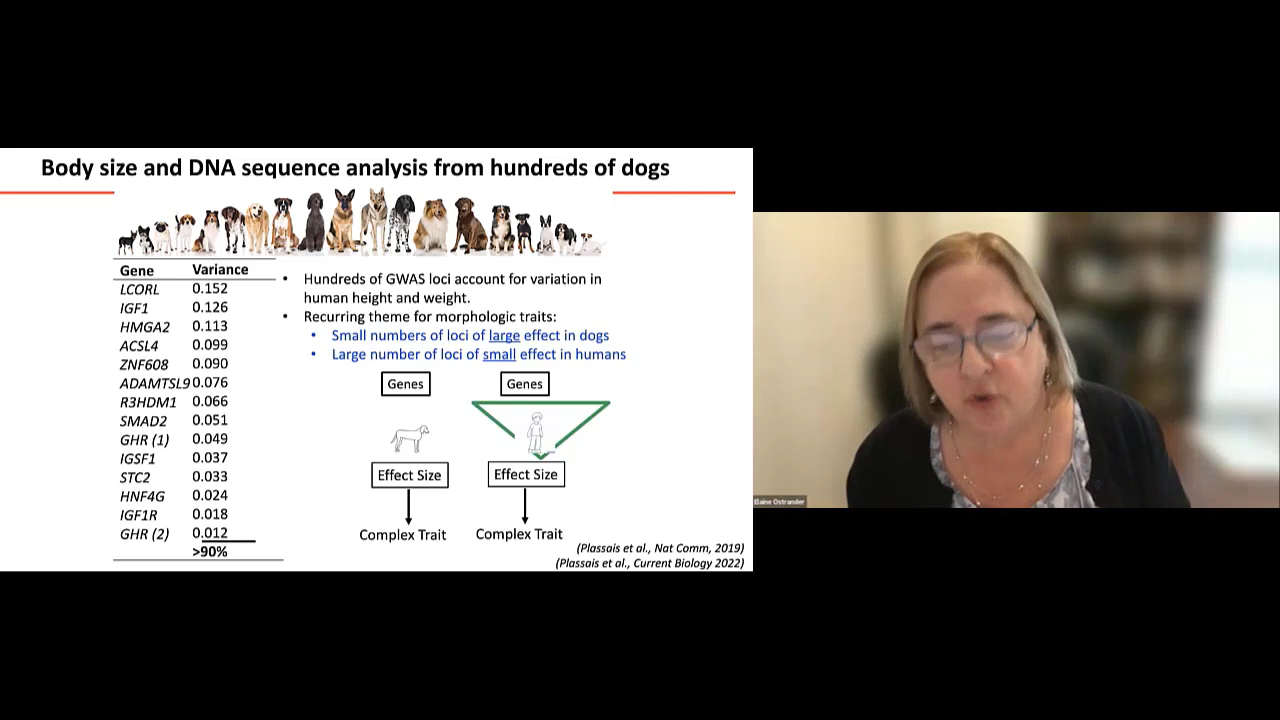 Body size and DNA sequence analysis from hundreds of dogs
Gene Variance
LCORL 0.152
IGF1 0.126
HMGA2 0.113
ACSL4 0.099
ZNF608 0.090
ADAMTSL9 0.076
R3HDM1 0.066
SMAD2 0.051
GHR (1) 0.049
IGSF1 0.037
STC2 0.033
HNF4G 0.024
IGF1R 0.018
GHR (2) 0.012
>90%
• Hundreds of GWAS loci account for variation in
human height and weight.
• Recurring theme for morphologic traits:
• Small numbers of loci of large effect in dogs
• Large number of loci of small effect in humans
Genes Genes
Effect Size Effect Size
Complex Trait Complex Trait
(Plassais et al., Nat Comm, 2019)
(Plassais et al., Current Biology 2022)
Elaine Ostrander